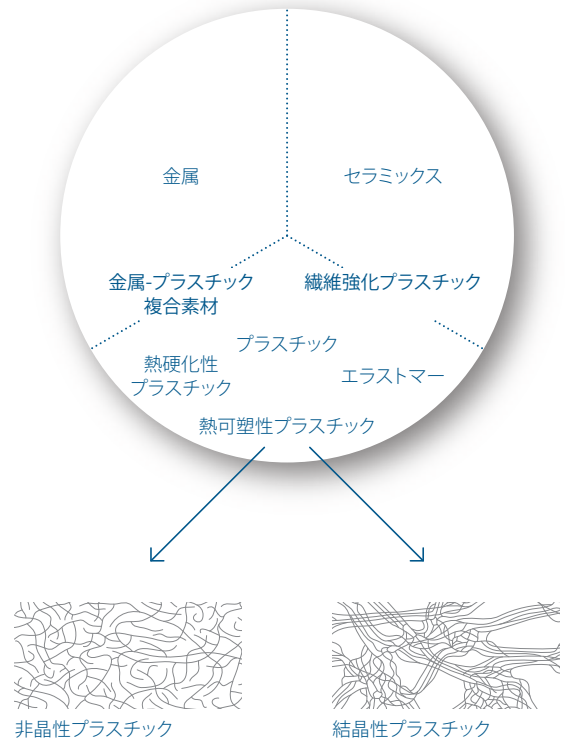 金属
セラミックス
金属-プラスチック
複合素材
繊維強化プラスチック
プラスチック
熱硬化性
プラスチック
エラストマー
熱可塑性プラスチック
非晶性プラスチック
結晶性プラスチック